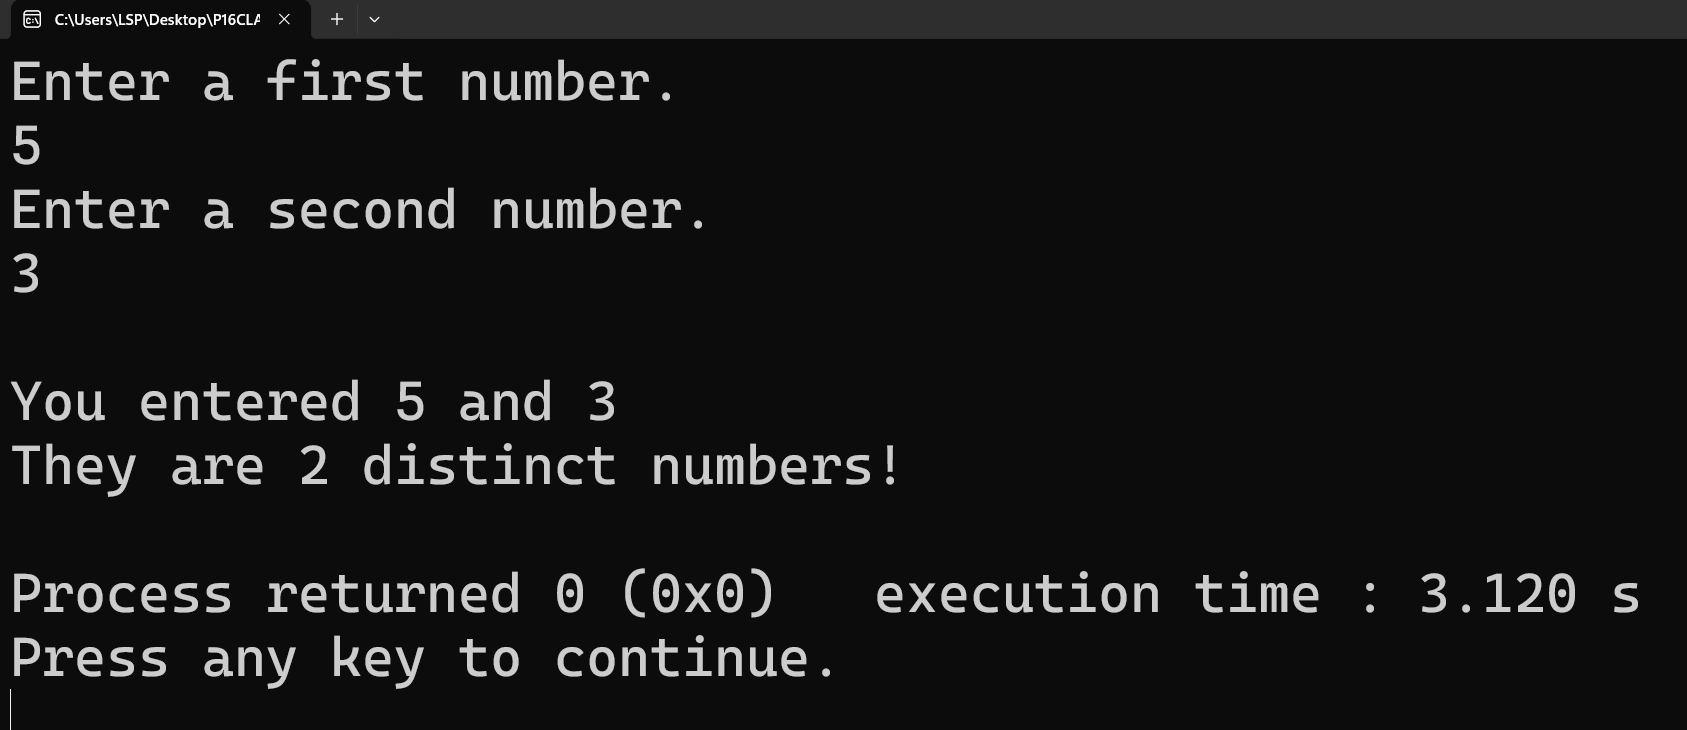 C:\Users\LSP\Desktop\P16CLA
Enter a first number.
5
Enter a second number.
3
You entered 5 and 3
They are 2 distinct numbers!
Process returned 0 (0x0)   execution time : 3.120 s
Press any key to continue.